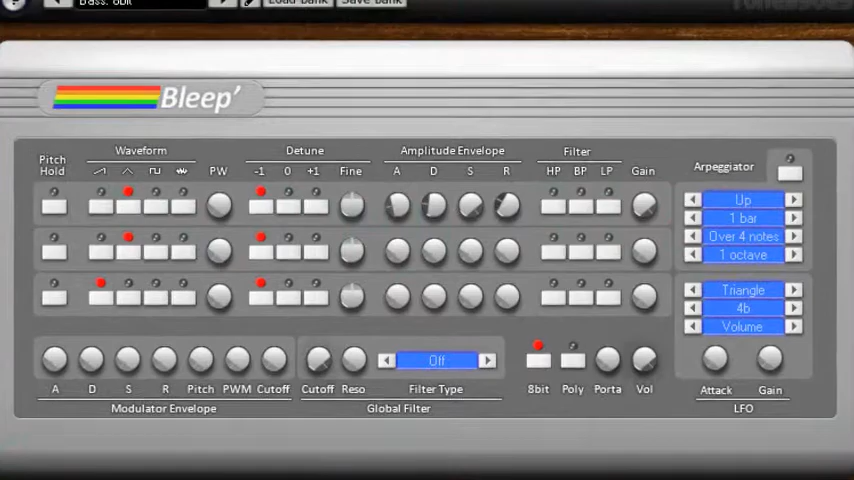 Bass: 8bit
Load Bank Save Bank
Bleep’
Waveform Detune Amplitude Envelope Filter Arpeggiator
Pitch Hold PW -1 0 +1 Fine A D S R HP BP LP Gain
Up
1 bar
Over 4 notes
1 octave
Triangle
4b
Volume
Off
A D S R Pitch PWM Cutoff Cutoff Reso Filter Type 8bit Poly Porta Vol Attack Gain
Modulator Envelope Global Filter LFO